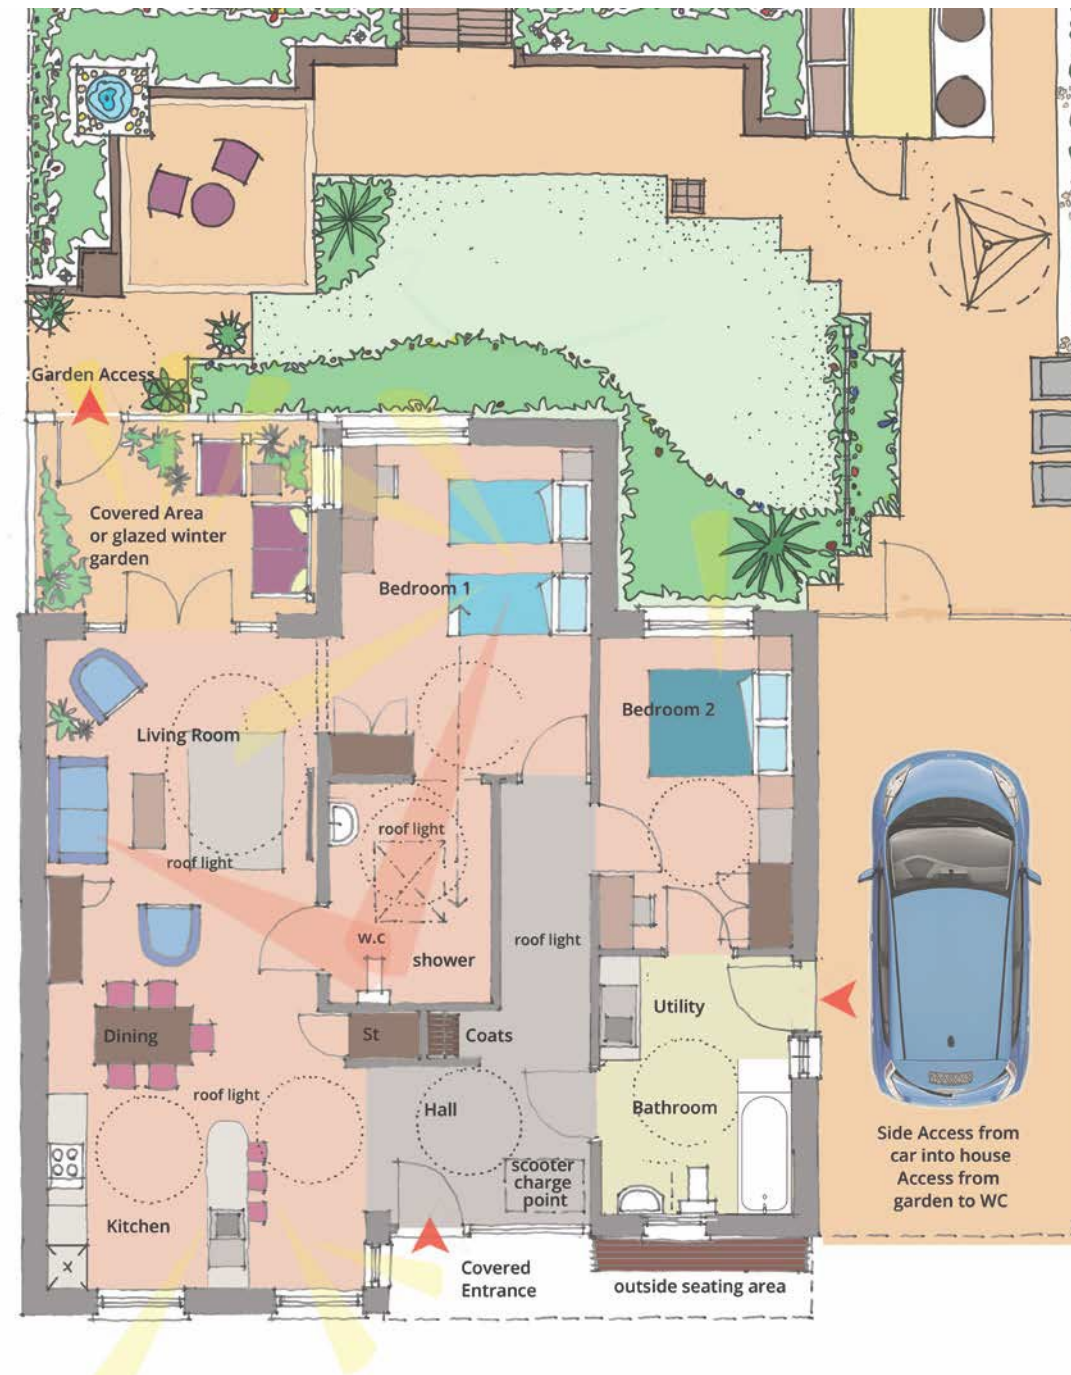 Garden Access
Covered Area
or glazed winter
garden
Bedroom 1
Living Room
Bedroom 2
roof light
roof light
w.c
shower
roof light
Utility
Dining
St
Coats
roof light
Hall
Bathroom
scooter
charge
point
Kitchen
Side Access from
car into house
Access from
garden to WC
Covered
Entrance
outside seating area